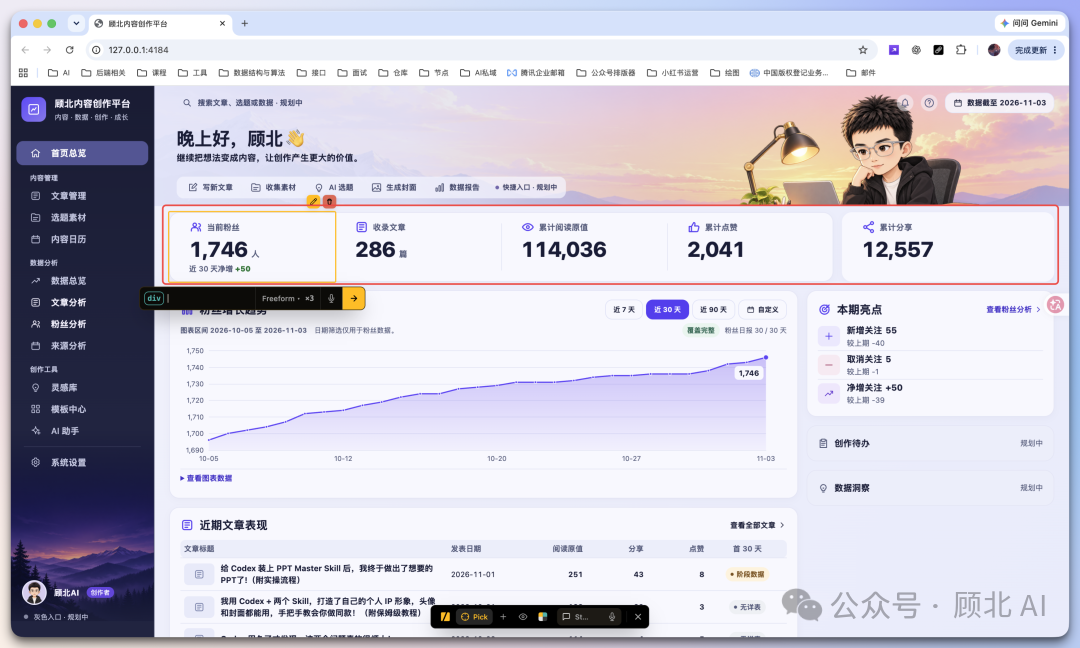 顾北内容创作平台
问问 Gemini
127.0.0.1:4184
完成更新
AI
后端相关
课程
工具
数据结构与算法
接口
面试
仓库
节点
AI私域
腾讯企业邮箱
公众号排版器
小红书运营
绘图
中国版权登记业务...
邮件
顾北内容创作平台
内容 · 数据 · 创作 · 成长
首页总览
内容管理
文章管理
选题素材
内容日历
数据分析
数据总览
文章分析
粉丝分析
来源分析
创作工具
灵感库
模板中心
AI 助手
系统设置
顾北AI 创作者
灰色入口 · 规划中
搜索文章、选题或数据 · 规划中
数据截至 2026-11-03
晚上好，顾北👋
继续把想法变成内容，让创作产生更大的价值。
写新文章
收集素材
AI 选题
生成封面
数据报告
快捷入口 · 规划中
当前粉丝
1,746 人
近 30 天净增 +50
收录文章
286 篇
累计阅读原值
114,036
累计点赞
2,041
累计分享
12,557
div
Freeform · ×3
近 7 天
近 30 天
近 90 天
自定义
图表区间 2026-10-05 至 2026-11-03 日期筛选仅用于粉丝数据。
覆盖完整 粉丝日报 30 / 30 天
1,750
1,740
1,730
1,720
1,710
1,700
1,690
1,746
10-05
10-12
10-20
10-27
11-03
查看图表数据
本期亮点
查看粉丝分析
新增关注 55
较上期 -40
取消关注 5
较上期 -1
净增关注 +50
较上期 -39
创作待办
规划中
数据洞察
规划中
近期文章表现
查看全部文章
文章标题
发表日期
阅读原值
分享
点赞
首 30 天
给 Codex 装上 PPT Master Skill 后，我终于做出了想要的
PPT了!（附实操流程）
2026-11-01
251
43
8
阶段数据
我用 Codex + 两个 Skill，打造了自己的个人 IP 形象，头像
和封面都能用，手把手教会你做同款！（附保姆级教程）
3
无详表
Pick
St...
公众号 · 顾北 AI